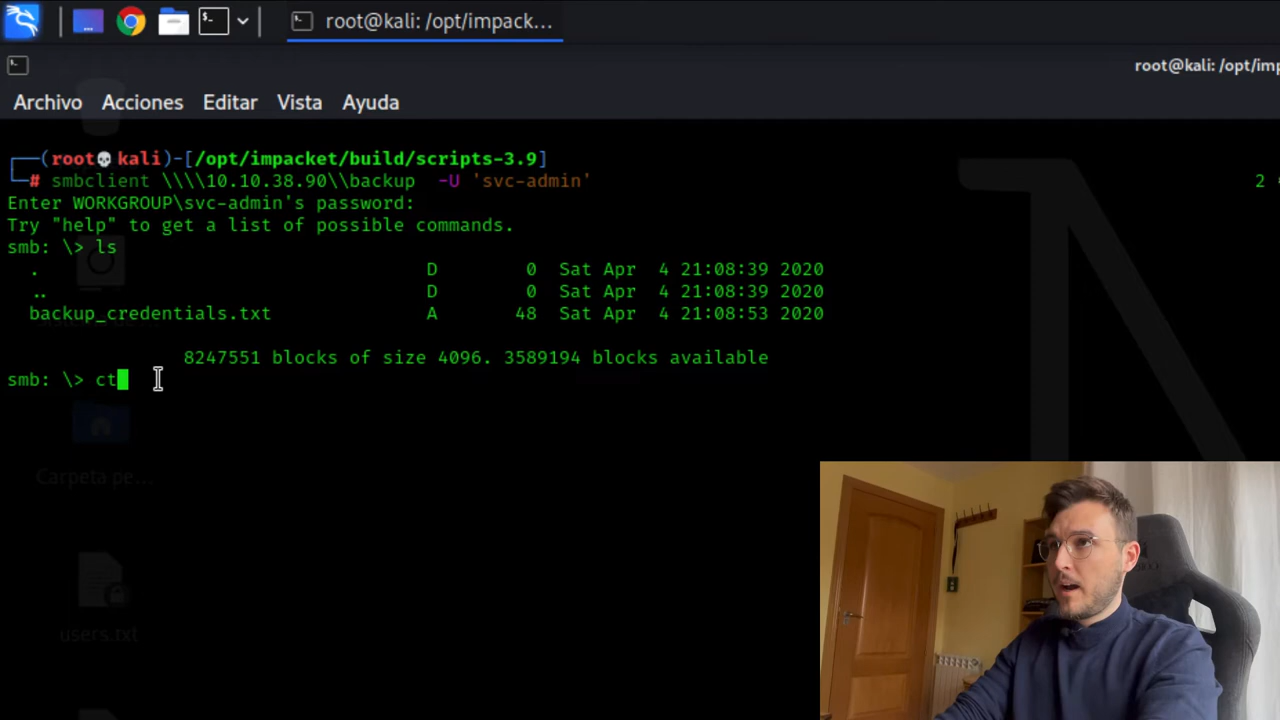 root@kali: /opt/impack...
root@kali: /opt/imp
Archivo Acciones Editar Vista Ayuda
┌──(root💀kali)-[/opt/impacket/build/scripts-3.9]
└─# smbclient \\\\10.10.38.90\\backup -U 'svc-admin' 2
Enter WORKGROUP\svc-admin's password:
Try "help" to get a list of possible commands.
smb: \> ls
. D 0 Sat Apr 4 21:08:39 2020
.. D 0 Sat Apr 4 21:08:39 2020
backup_credentials.txt A 48 Sat Apr 4 21:08:53 2020
8247551 blocks of size 4096. 3589194 blocks available
smb: \> ct
Carpeta pe...
users.txt